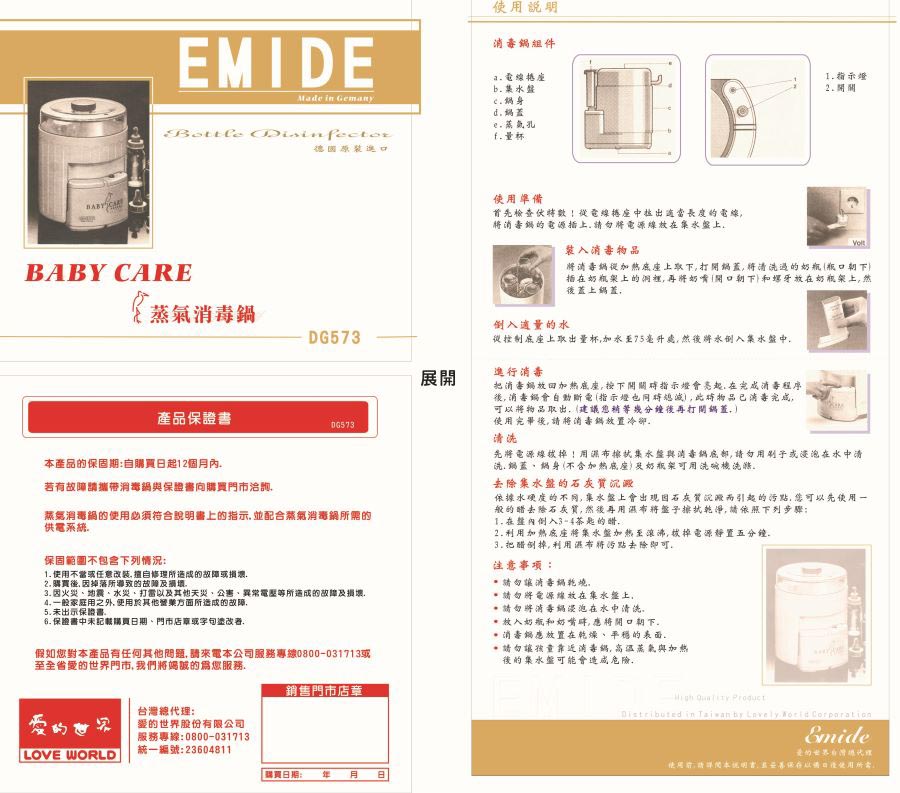 EMIDE
Made in Gemany
Bottle Disinfector
德國原裝進口
BABY CARE
BABY CARE
蒸氣消毒鍋
DG573
展開
產品保證書
DG573
本產品的保固期:自購買日起12個月內.
若有故障請攜帶消毒鍋與保證書向購買門市洽詢.
蒸氣消毒鍋的使用必須符合說明書上的指示,並配合蒸氣消毒鍋所需的
供電系統.
保固範圍不包含下列情況:
1.使用不當或任意改裝,擅自修理所造成的故障或損壞.
2.購買後,因掉落所導致的故障及損壞.
3.因火災、地震、水災、打雷以及其他天災、公害、異常電壓等所造成的故障及損壞.
4.一般家庭用之外,使用於其他營業方面所造成的故障.
5.未出示保證書.
6.保證書中未記載購買日期、門市店章或字句塗改者.
假如您對本產品有任何其他問題,請來電本公司服務專線0800-031713或
至全省愛的世界門市,我們將竭誠的為您服務.
愛的世界
LOVE WORLD
台灣總代理:
愛的世界股份有限公司
服務專線:0800-031713
統一編號:23604811
銷售門市店章
購買日期: 年 月 日
使用說明
消毒鍋組件
a.電線捲座
b.集水盤
c.鍋身
d.鍋蓋
e.蒸氣孔
f.量杯
f
e
d
c
b
a
1
2
1.指示燈
2.開關
使用準備
首先檢查伏特數!從電線捲座中拉出適當長度的電線,
將消毒鍋的電源插上.請勿將電源線放在集水盤上.
Volt
裝入消毒物品
將消毒鍋從加熱底座上取下,打開鍋蓋,將清洗過的奶瓶(瓶口朝下)
插在奶瓶架上的洞裡,再將奶嘴(開口朝下)和螺牙放在奶瓶架上,然
後蓋上鍋蓋.
倒入適量的水
從控制底座上取出量杯,加水至75毫升處,然後將水倒入集水盤中.
進行消毒
把消毒鍋放回加熱底座,按下開關時指示燈會亮起.在完成消毒程序
後,消毒鍋會自動斷電(指示燈也同時熄滅),此時物品已消毒完成,
可以將物品取出.(建議您稍等幾分鐘後再打開鍋蓋.)
使用完畢後,請將消毒鍋放置冷卻.
清洗
先將電源線拔掉!用濕布擦拭集水盤與消毒鍋底部,請勿用刷子或浸泡在水中清
洗.鍋蓋、鍋身(不含加熱底座)及奶瓶架可用洗碗機洗滌.
去除集水盤的石灰質沉澱
依據水硬度的不同,集水盤上會出現因石灰質沉澱而引起的污點.您可以先使用一
般的醋去除石灰質,然後再用濕布將盤子擦拭乾淨,請依照下列步驟:
1.在盤內倒入3-4茶匙的醋.
2.利用加熱底座將集水盤加熱至滾沸,拔掉電源靜置五分鐘.
3.把醋倒掉,利用濕布將污點去除即可.
注意事項:
• 請勿讓消毒鍋乾燒.
• 請勿將電源線放在集水盤上.
• 請勿將消毒鍋浸泡在水中清洗.
• 放入奶瓶和奶嘴時,應將開口朝下.
• 消毒鍋應放置在乾燥、平穩的表面.
• 請勿讓孩童靠近消毒鍋,高溫蒸氣與加熱
後的集水盤可能會造成危險.
EMIDE
High Quality Product
Distributed in Taiwan by Lovely World Corporation
Emide
愛的世界台灣總代理
使用前,請詳閱本說明書,且妥善保存以備日後使用所需.